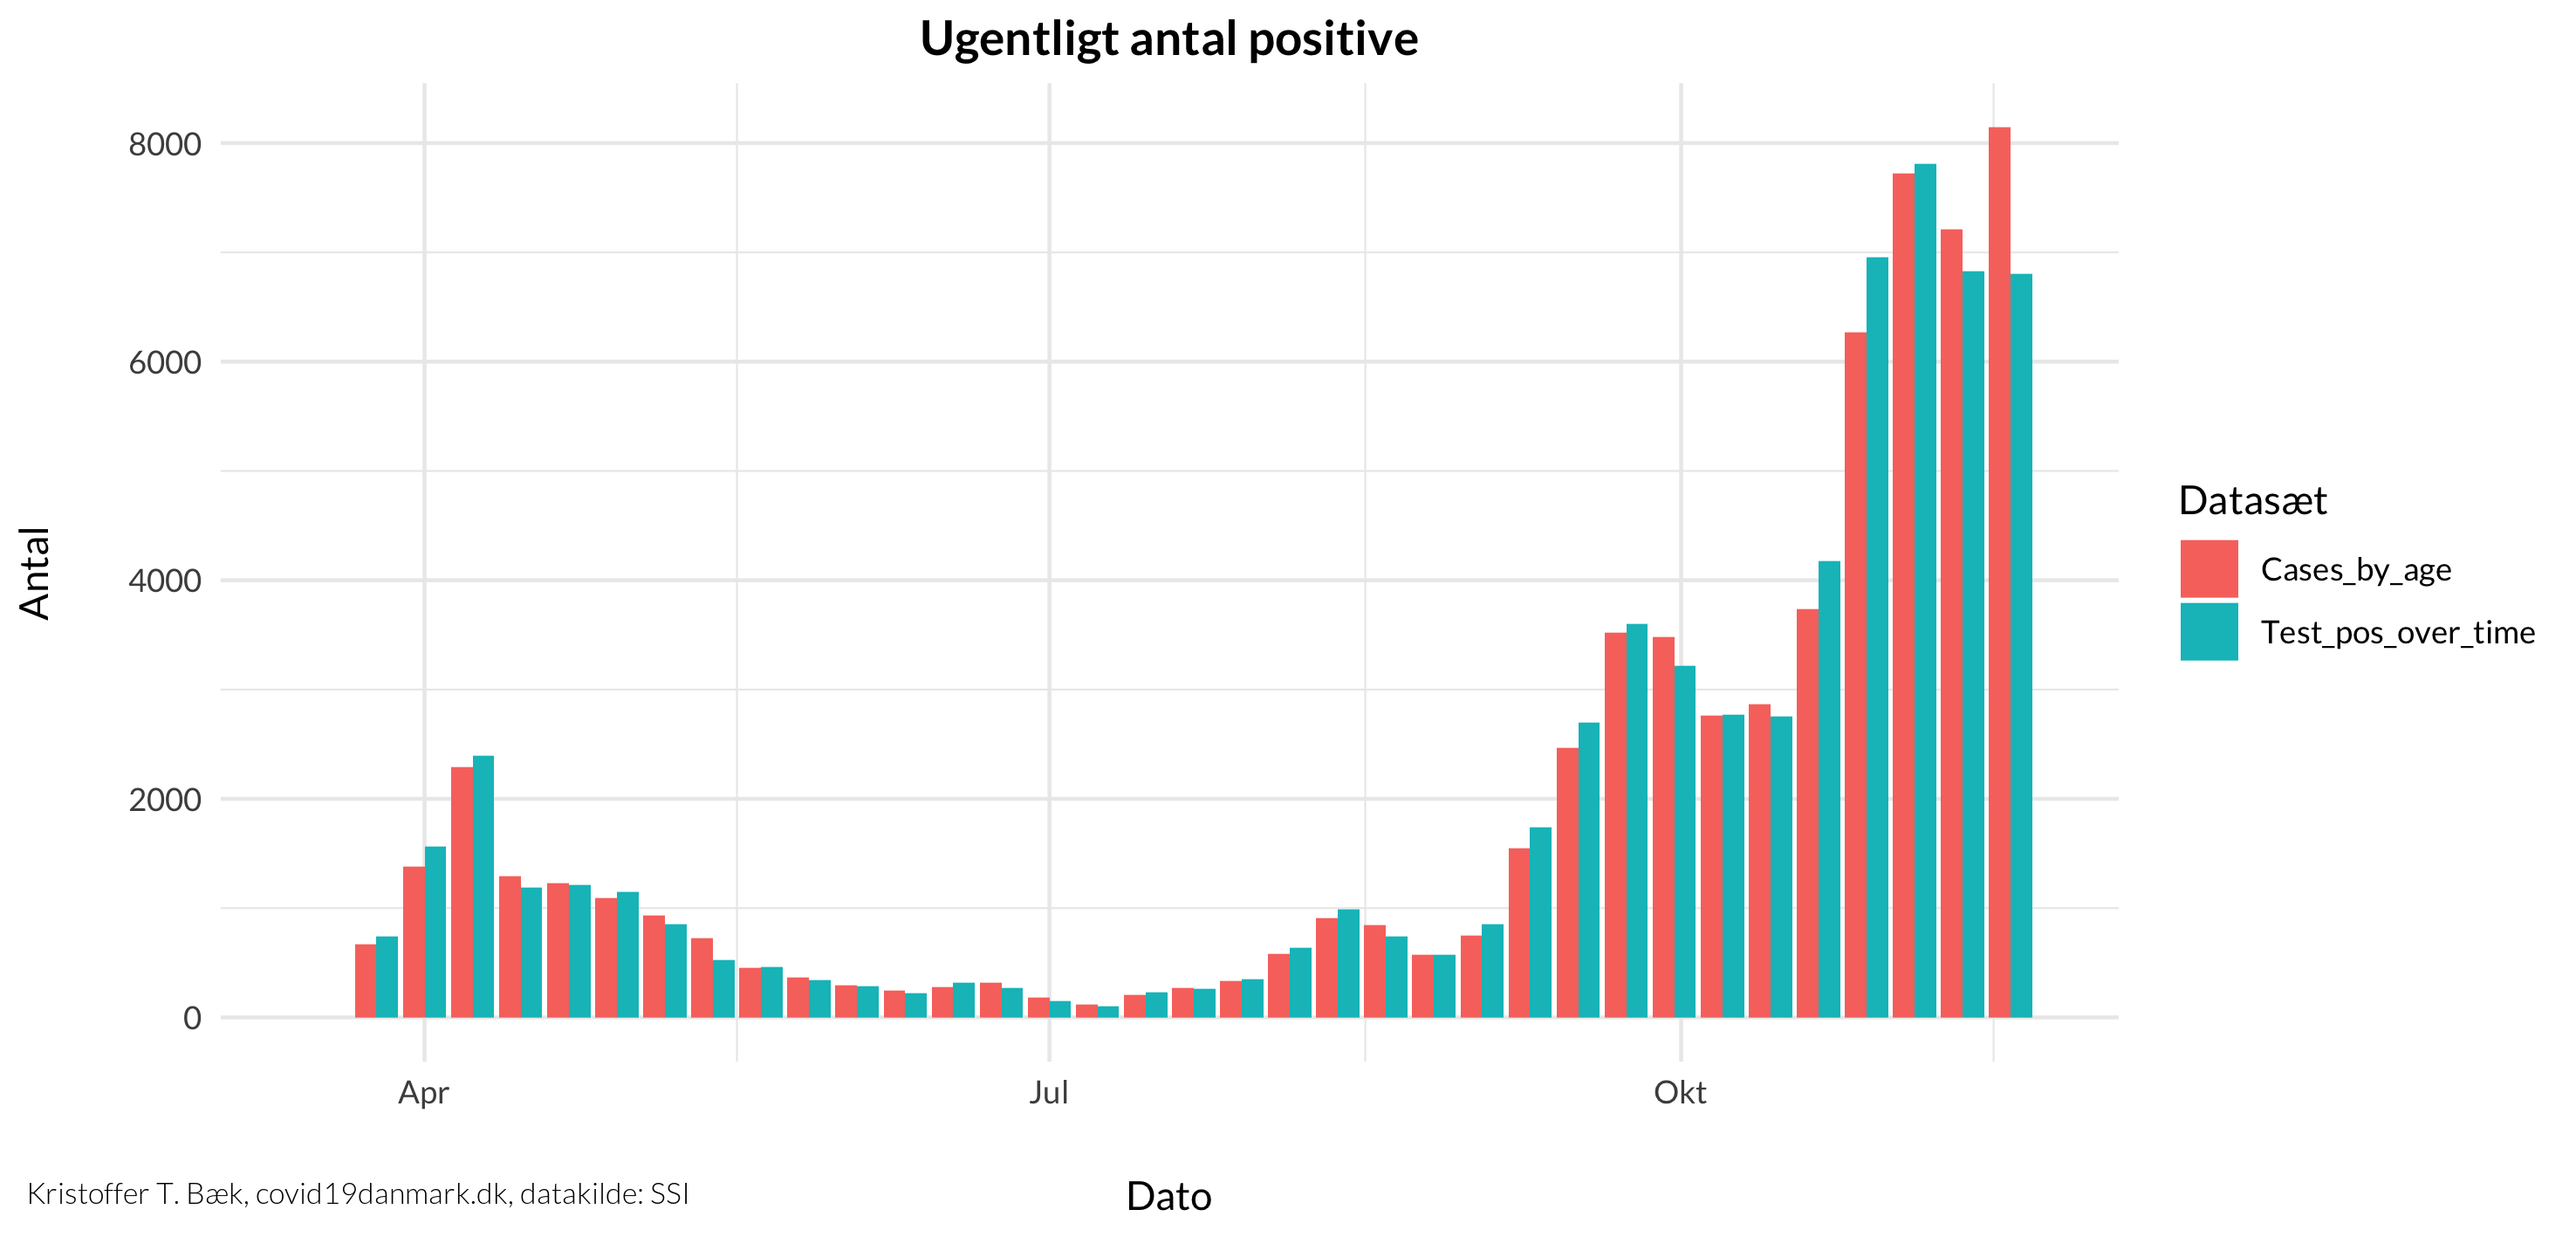 Ugentligt antal positive
8000
6000
4000
2000
0
Antal
Apr
Jul
Okt
Dato
Datasæt
Cases_by_age
Test_pos_over_time
Kristoffer T. Bæk, covid19danmark.dk, datakilde: SSI